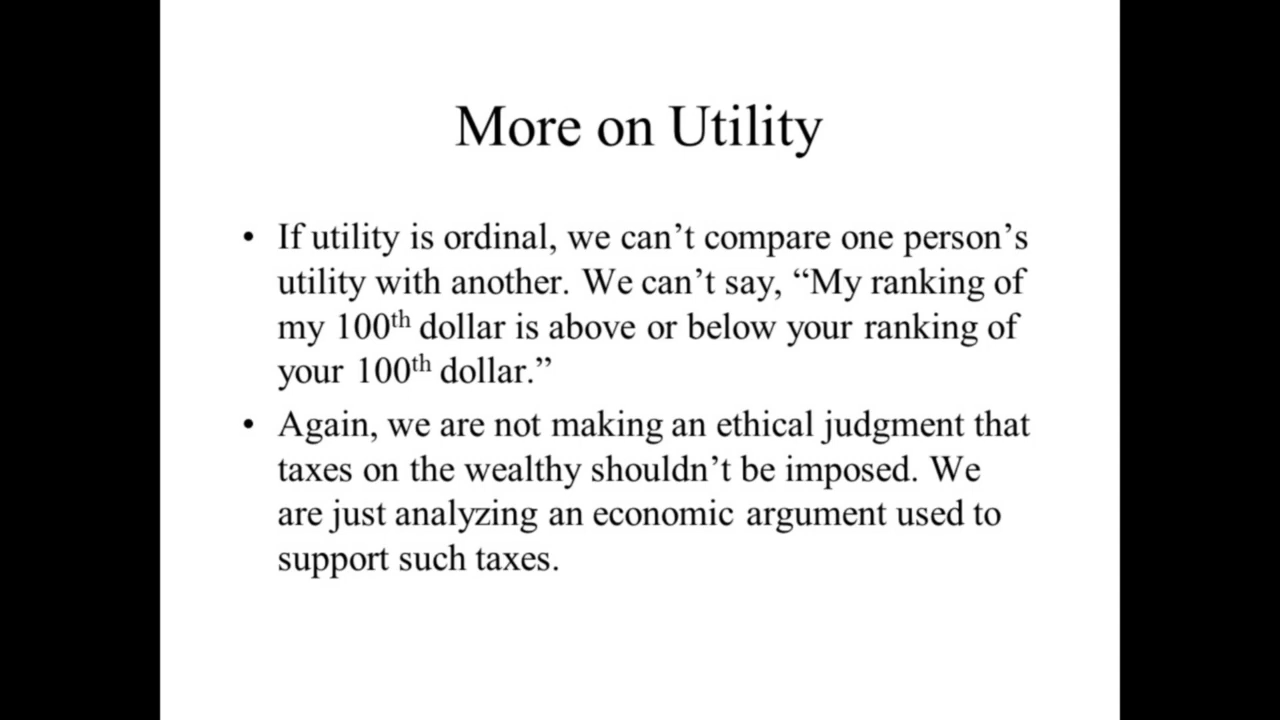 More on Utility
• If utility is ordinal, we can’t compare one person’s
utility with another. We can’t say, “My ranking of
my 100th dollar is above or below your ranking of
your 100th dollar.”
• Again, we are not making an ethical judgment that
taxes on the wealthy shouldn’t be imposed. We
are just analyzing an economic argument used to
support such taxes.